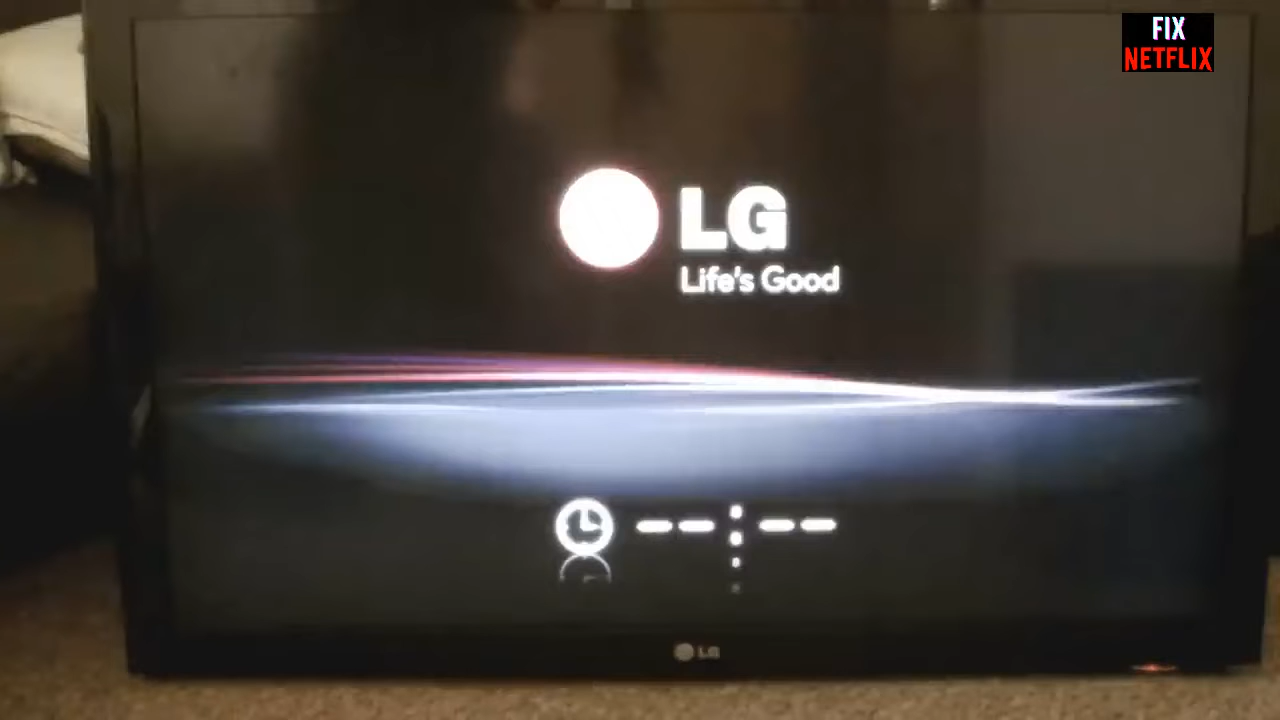 FIX
NETFLIX
LG
Life's Good
-- : --
LG